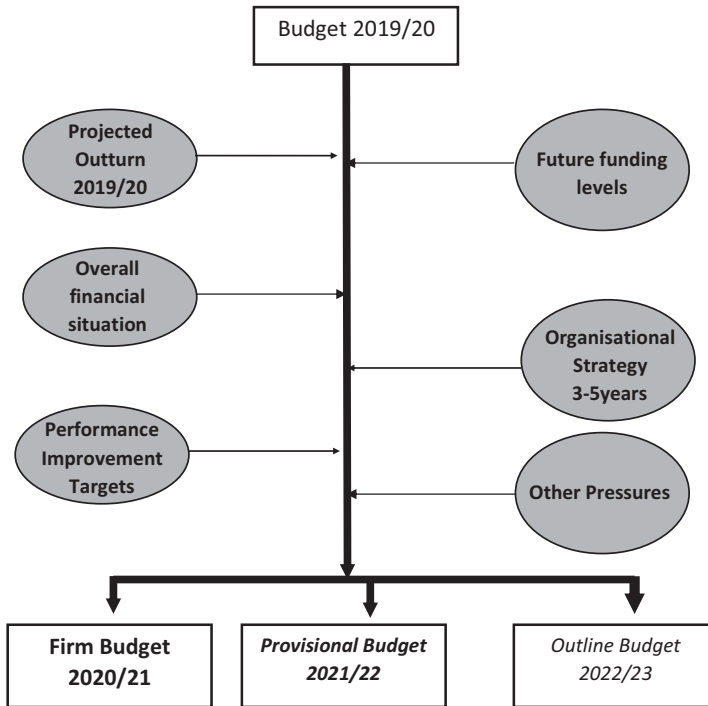 Budget 2019/20
Projected
Outturn
2019/20
Future funding
levels
Overall
financial
situation
Organisational
Strategy
3-5years
Performance
Improvement
Targets
Other Pressures
Firm Budget
2020/21
Provisional Budget
2021/22
Outline Budget
2022/23